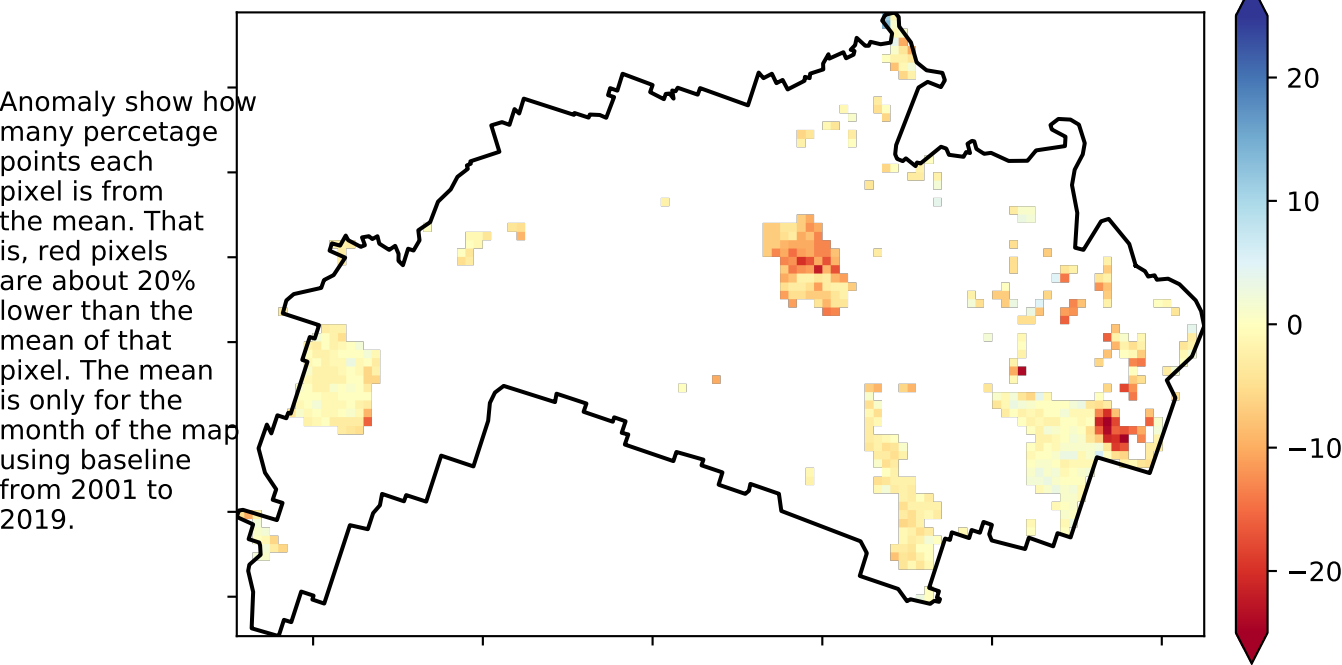 Anomaly show how
many percetage
points each
pixel is from
the mean. That
is, red pixels
are about 20%
lower than the
mean of that
pixel. The mean
is only for the
month of the map
using baseline
from 2001 to
2019.
20
10
0
−10
−20